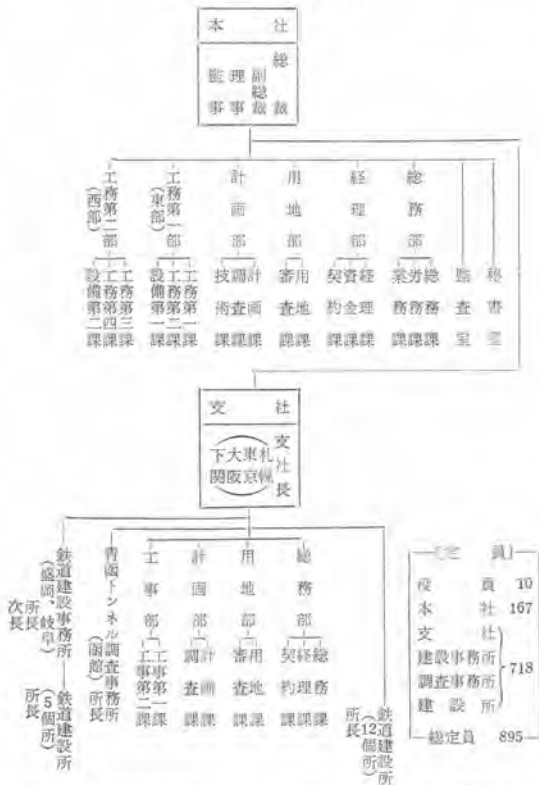 本社
総裁
副総裁
理事
監事
秘書室
監査室
総務部
総務課
労務課
業務課
経理部
経理課
資金課
契約課
用地部
用地課
審査課
計画部
計画課
調査課
技術課
工務第一部
(東部)
工務第一課
工務第二課
設備第一課
工務第二部
(西部)
工務第三課
工務第四課
設備第二課
支社
支社長
(札幌
東京
大阪
下関)
鉄道建設所
(12個所)
所長
総務部
総務課
経理課
契約課
用地部
用地課
審査課
計画部
計画課
調査課
工事部
工事第一課
工事第二課
青函トンネル調査事務所
(函館)所長
鉄道建設事務所
(盛岡、岐阜)
所長
次長
鉄道建設所
(5個所)
所長
(定員)
役員 10
本社 167
支社
建設事務所
調査事務所
建設所
718
総定員 895